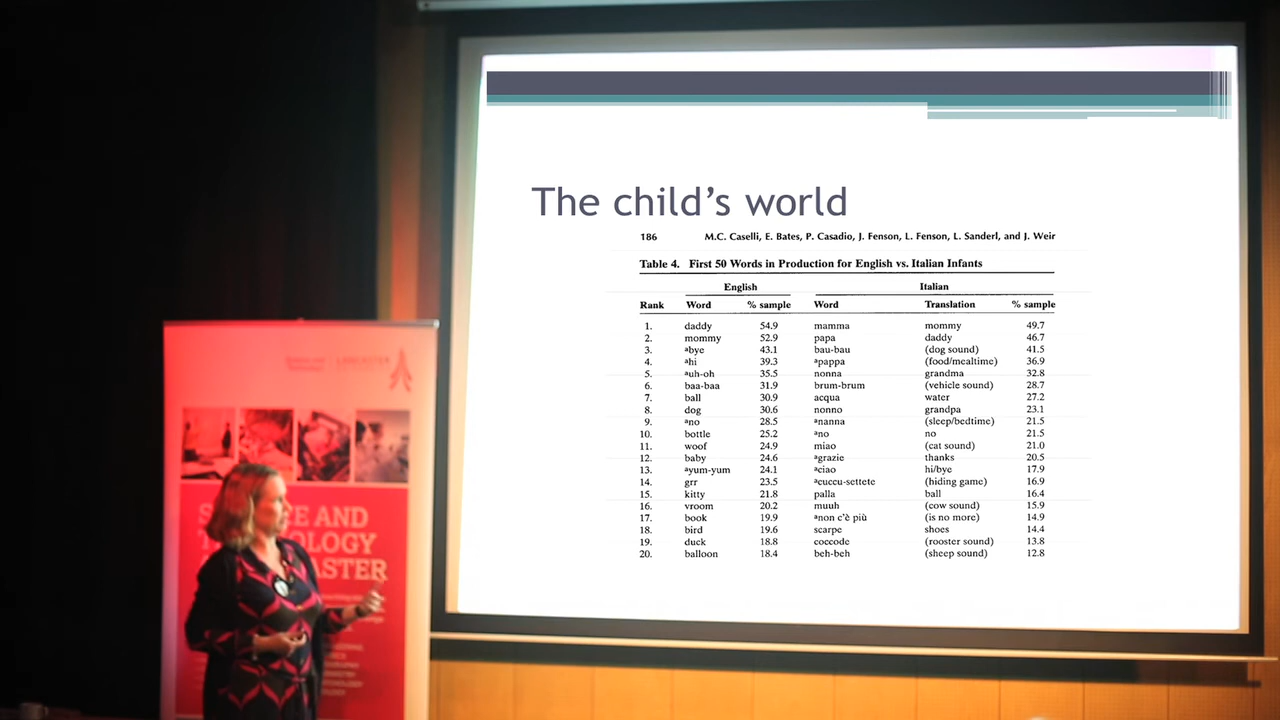 The child's world
186 M.C. Caselli, E. Bates, P. Casadio, J. Fenson, L. Fenson, L. Sanderl, and J. Weir
Table 4. First 50 Words in Production for English vs. Italian Infants
English Italian
Rank Word % sample Word Translation % sample
1. daddy 54.9 mamma mommy 49.7
2. mommy 52.9 papa daddy 46.7
3. ᵃbye 43.1 bau-bau (dog sound) 41.5
4. ᵃhi 39.3 ᵃpappa (food/mealtime) 36.9
5. ᵃuh-oh 35.5 nonna grandma 32.8
6. baa-baa 31.9 brum-brum (vehicle sound) 28.7
7. ball 30.9 acqua water 27.2
8. dog 30.6 nonno grandpa 23.1
9. ᵃno 28.5 ᵃnanna (sleep/bedtime) 21.5
10. bottle 25.2 ᵃno no 21.5
11. woof 24.9 miao (cat sound) 21.0
12. baby 24.6 ᵃgrazie thanks 20.5
13. ᵃyum-yum 24.1 ᵃciao hi/bye 17.9
14. grr 23.5 ᵃcuccu-settete (hiding game) 16.9
15. kitty 21.8 palla ball 16.4
16. vroom 20.2 muuh (cow sound) 15.9
17. book 19.9 ᵃnon c'è più (is no more) 14.9
18. bird 19.6 scarpe shoes 14.4
19. duck 18.8 coccode (rooster sound) 13.8
20. balloon 18.4 beh-beh (sheep sound) 12.8
AND